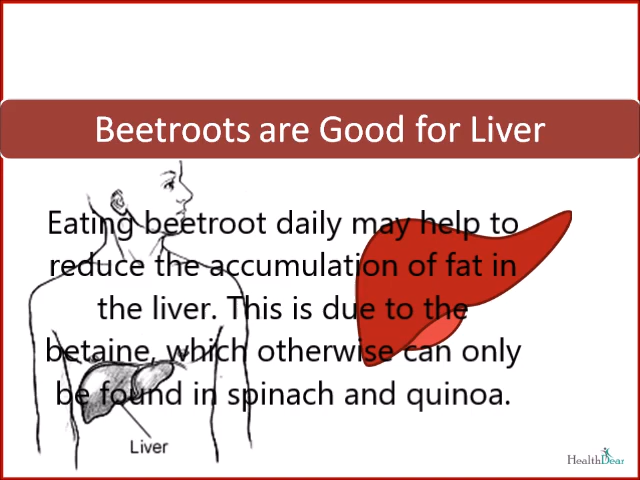 Beetroots are Good for Liver
Eating beetroot daily may help to
reduce the accumulation of fat in
the liver. This is due to the
betaine, which otherwise can only
be found in spinach and quinoa.
Liver
HealthDear